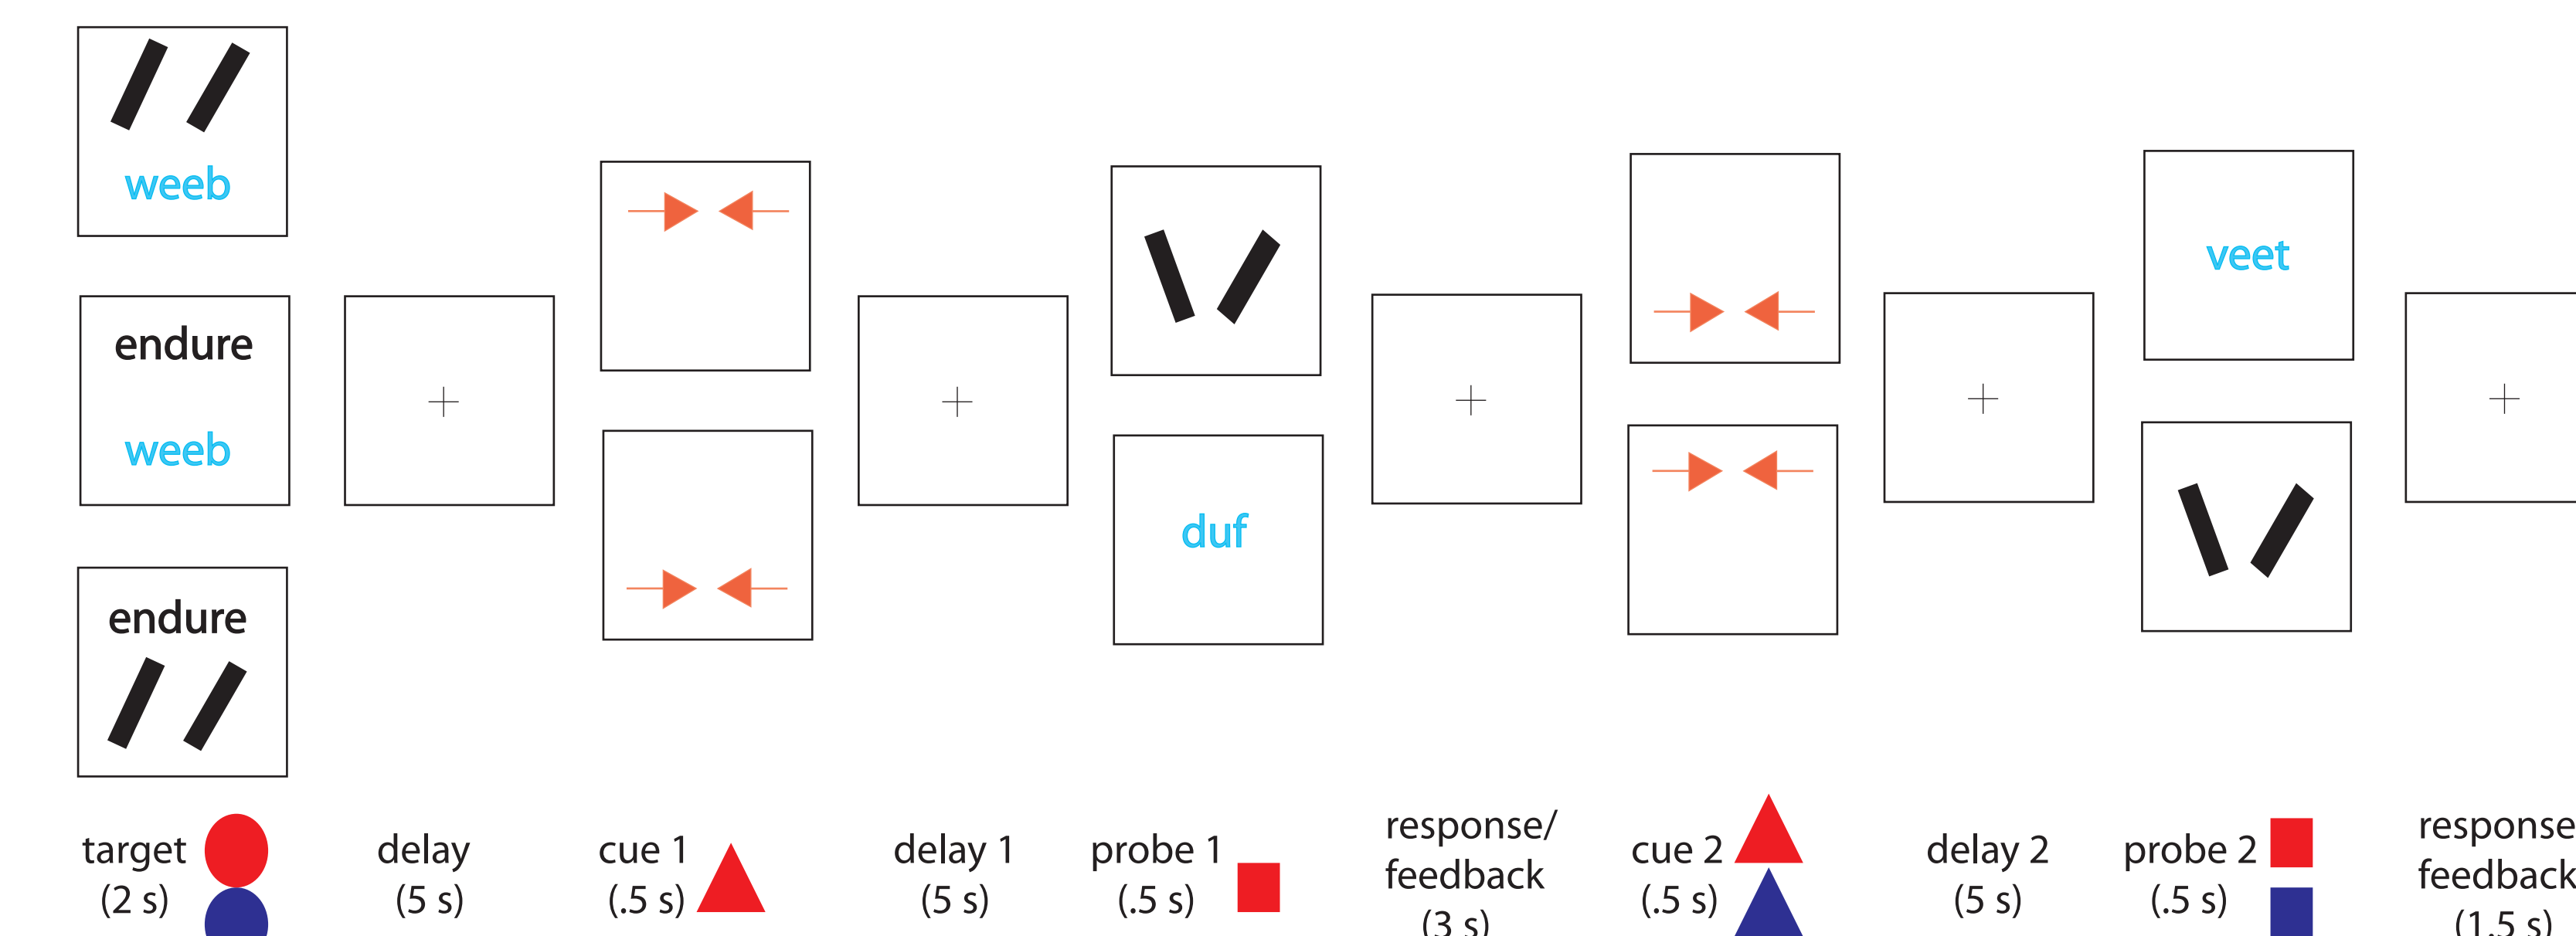 weeb
endure
weeb
endure
duf
veet
target
(2 s)
delay
(5 s)
cue 1
(.5 s)
delay 1
(5 s)
probe 1
(.5 s)
response/
feedback
(3 s)
cue 2
(.5 s)
delay 2
(5 s)
probe 2
(.5 s)
response
feedback
(1.5 s)